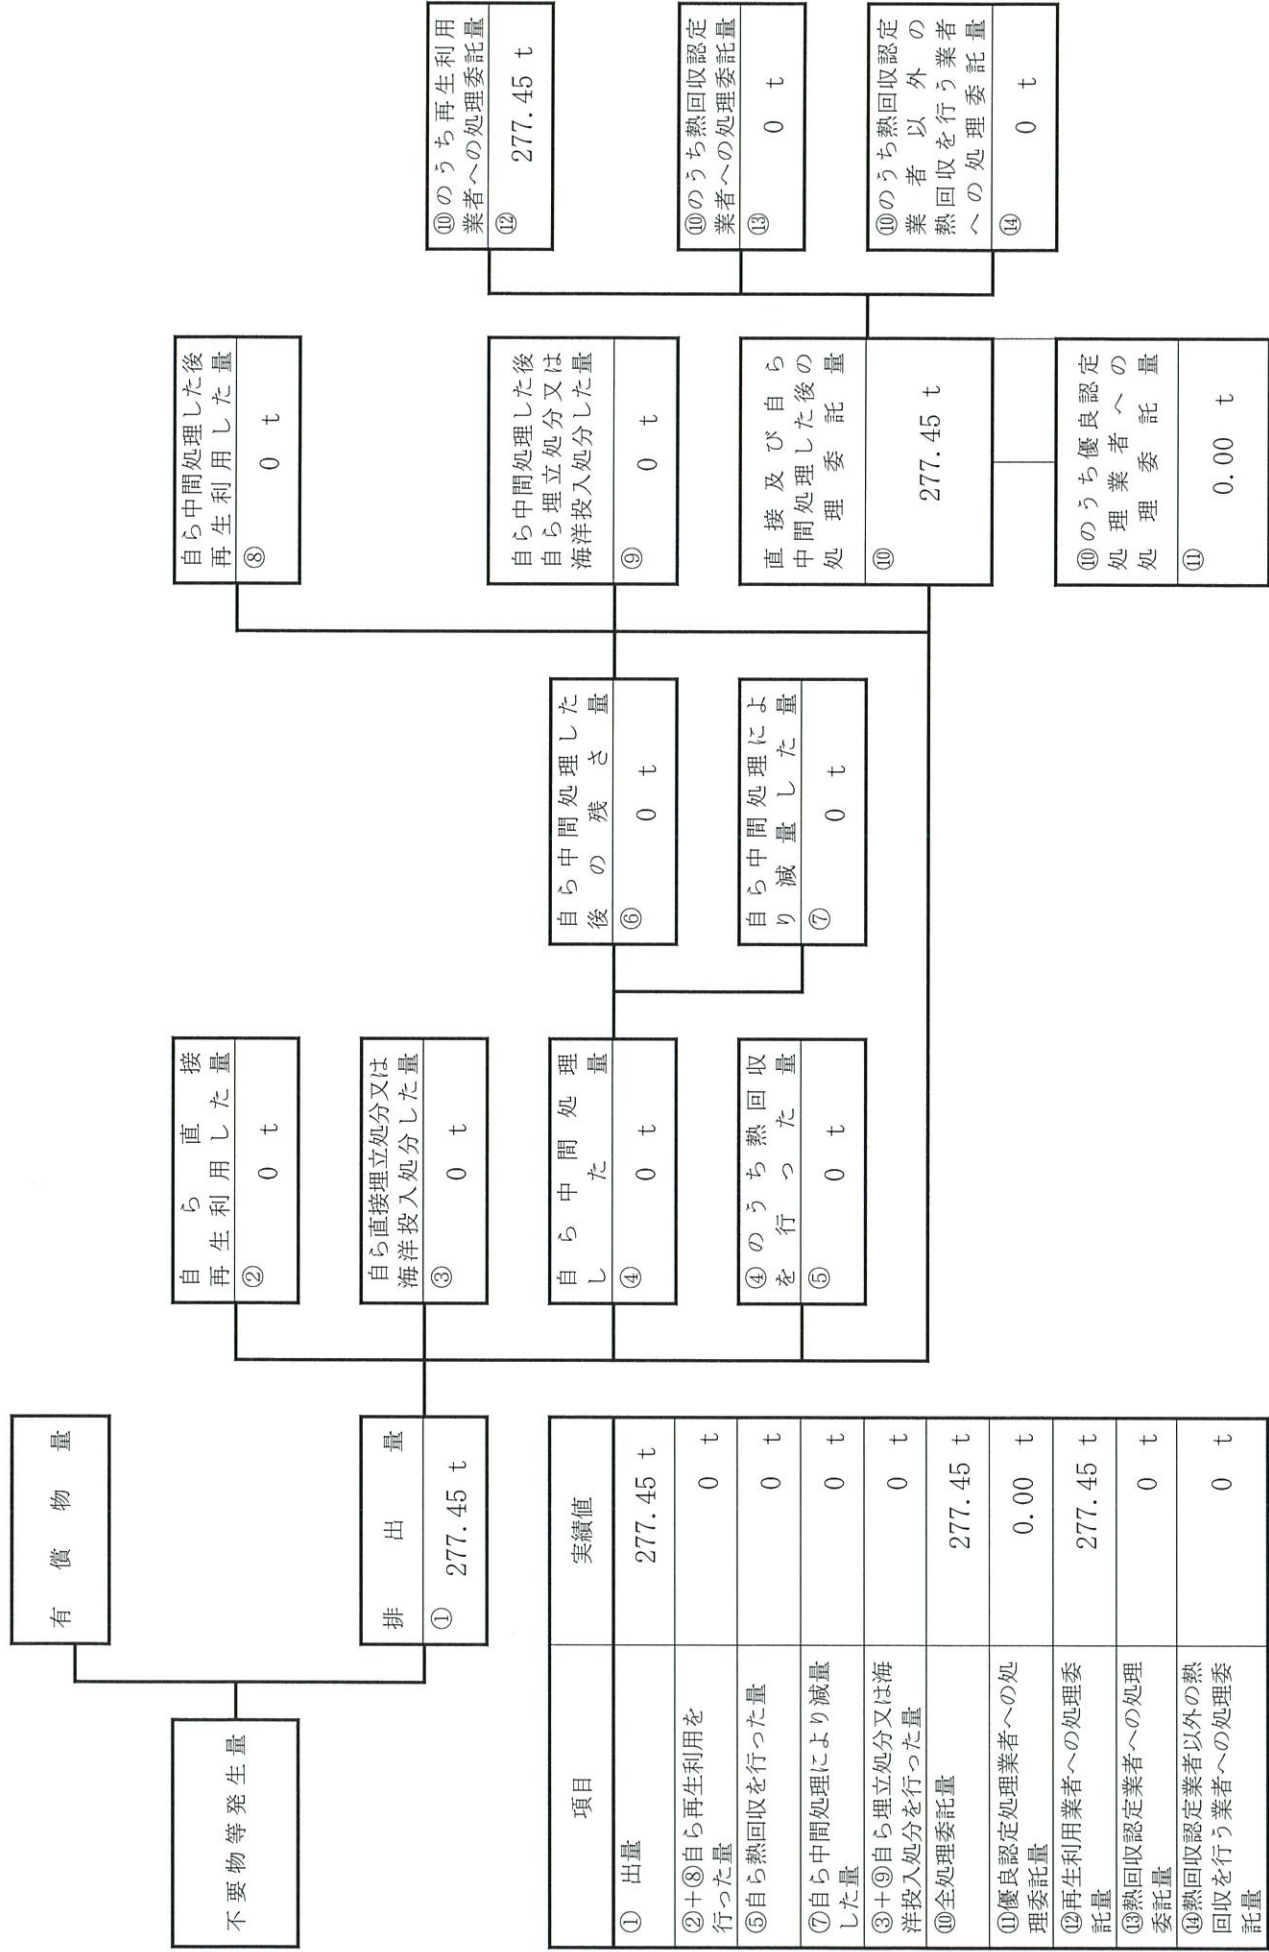 不要物等発生量
有償物量
排出量
① 277.45 t
自ら直接
再生利用した量
② 0 t
自ら直接埋立処分又は
海洋投入処分した量
③ 0 t
自ら中間処理
した量
④ 0 t
④のうち熱回収
を行った量
⑤ 0 t
自ら中間処理した
後の残さ量
⑥ 0 t
自ら中間処理によ
り減量した量
⑦ 0 t
自ら中間処理した後
再生利用した量
⑧ 0 t
自ら中間処理した後
自ら埋立処分又は
海洋投入処分した量
⑨ 0 t
直接及び自ら
中間処理した後の
処理委託量
⑩
277.45 t
⑩のうち優良認定
処理業者への
処理委託量
⑪
0.00 t
⑩のうち再生利用
業者への処理委託量
⑫ 277.45 t
⑩のうち熱回収認定
業者への処理委託量
⑬ 0 t
⑩のうち熱回収認定
業者以外の
熱回収を行う業者
への処理委託量
⑭ 0 t
項目 実績値
① 出量 277.45 t
②+⑧自ら再生利用を
行った量 0 t
⑤自ら熱回収を行った量 0 t
⑦自ら中間処理により減量
した量 0 t
③+⑨自ら埋立処分又は海
洋投入処分を行った量 0 t
⑩全処理委託量 277.45 t
⑪優良認定処理業者への処
理委託量 0.00 t
⑫再生利用業者への処理委
託量 277.45 t
⑬熱回収認定業者への処理
委託量 0 t
⑭熱回収認定業者以外の熱
回収を行う業者への処理委
託量 0 t